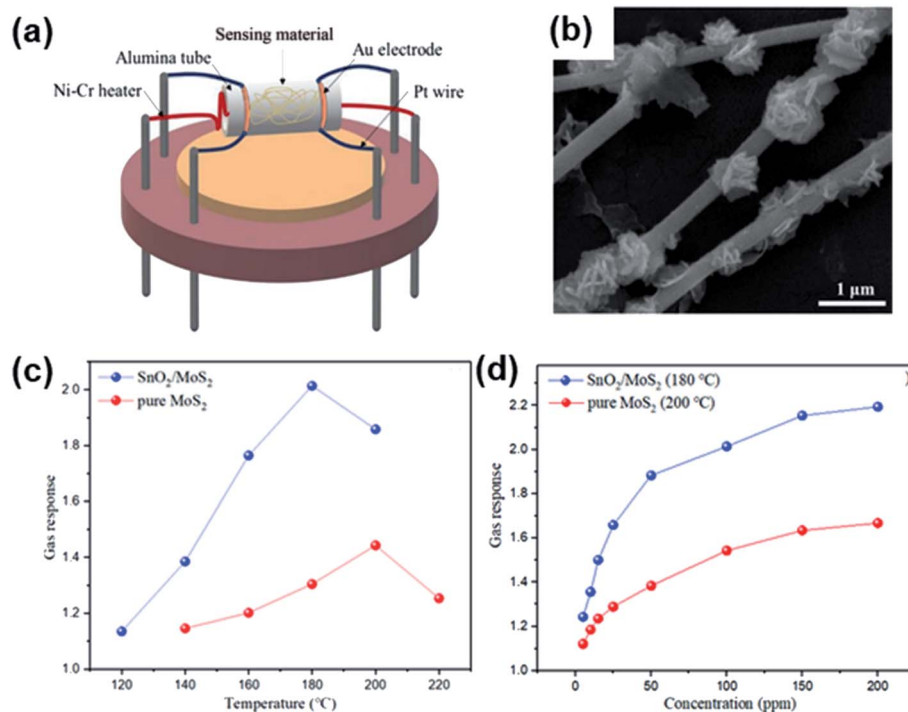 (a)
Sensing material
Alumina tube
Au electrode
Ni-Cr heater
Pt wire
(b)
1 μm
(c)
SnO₂/MoS₂
pure MoS₂
2.0
1.8
1.6
1.4
1.2
1.0
Gas response
120 140 160 180 200 220
Temperature (°C)
(d)
SnO₂/MoS₂ (180 °C)
pure MoS₂ (200 °C)
)
2.2
2.0
1.8
1.6
1.4
1.2
1.0
Gas response
0 50 100 150 200
Concentration (ppm)